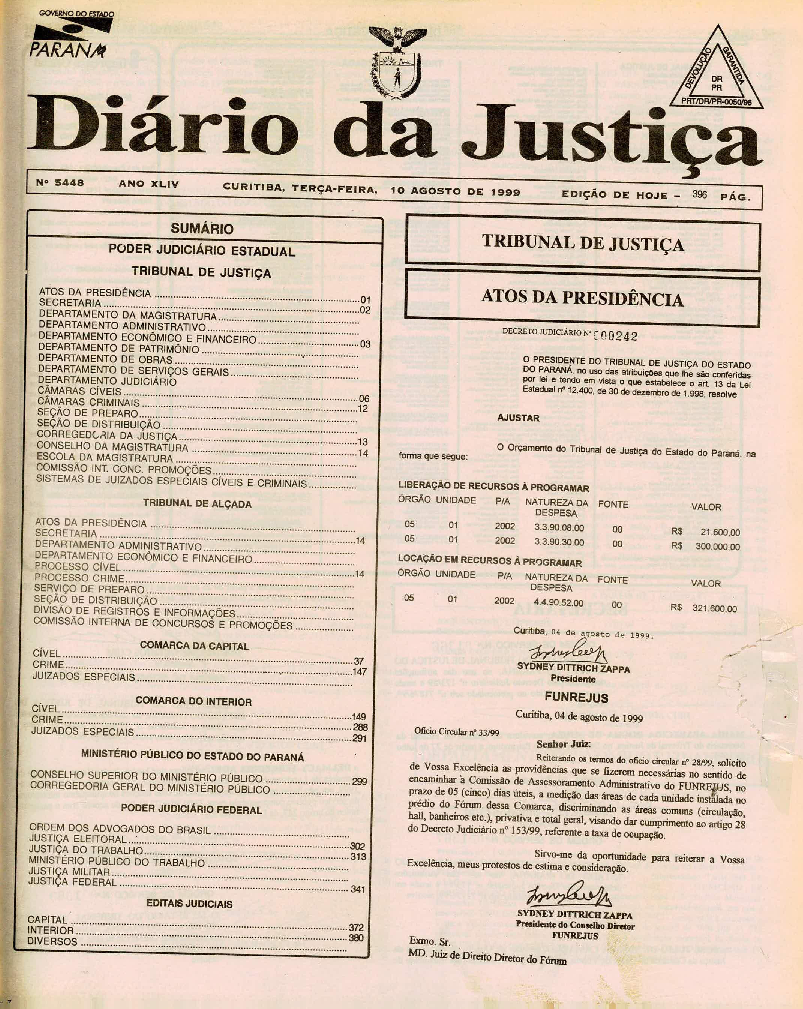 GOVERNO DO ESTADO
PARANÁ
DEVOLUÇÃO
GARANTIDA
DR
PR
PRT/DR/PR-0050/96
Diário da Justiça
Nº 5448 ANO XLIV CURITIBA, TERÇA-FEIRA, 10 AGOSTO DE 1999 EDIÇÃO DE HOJE - 396 PÁG.
SUMÁRIO
PODER JUDICIÁRIO ESTADUAL
TRIBUNAL DE JUSTIÇA
ATOS DA PRESIDÊNCIA ... 01
SECRETARIA ... 02
DEPARTAMENTO DA MAGISTRATURA
DEPARTAMENTO ADMINISTRATIVO
DEPARTAMENTO ECONÔMICO E FINANCEIRO ... 03
DEPARTAMENTO DE PATRIMÔNIO
DEPARTAMENTO DE OBRAS
DEPARTAMENTO DE SERVIÇOS GERAIS
DEPARTAMENTO JUDICIÁRIO
CÂMARAS CÍVEIS ... 06
CÂMARAS CRIMINAIS ... 12
SEÇÃO DE PREPARO
SEÇÃO DE DISTRIBUIÇÃO
CORREGEDORIA DA JUSTIÇA ... 13
CONSELHO DA MAGISTRATURA ... 14
ESCOLA DA MAGISTRATURA
COMISSÃO INT. CONC. PROMOÇÕES
SISTEMAS DE JUIZADOS ESPECIAIS CÍVEIS E CRIMINAIS
TRIBUNAL DE ALÇADA
ATOS DA PRESIDÊNCIA
SECRETARIA ... 14
DEPARTAMENTO ADMINISTRATIVO
DEPARTAMENTO ECONÔMICO E FINANCEIRO
PROCESSO CÍVEL ... 14
PROCESSO CRIME
SERVIÇO DE PREPARO
SEÇÃO DE DISTRIBUIÇÃO
DIVISÃO DE REGISTROS E INFORMAÇÕES
COMISSÃO INTERNA DE CONCURSOS E PROMOÇÕES
COMARCA DA CAPITAL
CÍVEL ... 37
CRIME ... 147
JUIZADOS ESPECIAIS
COMARCA DO INTERIOR
CÍVEL ... 149
CRIME ... 288
JUIZADOS ESPECIAIS ... 291
MINISTÉRIO PÚBLICO DO ESTADO DO PARANÁ
CONSELHO SUPERIOR DO MINISTÉRIO PÚBLICO ... 299
CORREGEDORIA GERAL DO MINISTÉRIO PÚBLICO
PODER JUDICIÁRIO FEDERAL
ORDEM DOS ADVOGADOS DO BRASIL
JUSTIÇA ELEITORAL ... 302
JUSTIÇA DO TRABALHO ... 313
MINISTÉRIO PÚBLICO DO TRABALHO
JUSTIÇA MILITAR
JUSTIÇA FEDERAL ... 341
EDITAIS JUDICIAIS
CAPITAL ... 372
INTERIOR ... 380
DIVERSOS
TRIBUNAL DE JUSTIÇA
ATOS DA PRESIDÊNCIA
DECRETO JUDICIÁRIO Nº 000242
O PRESIDENTE DO TRIBUNAL DE JUSTIÇA DO ESTADO
DO PARANÁ, no uso das atribuições que lhe são conferidas
por lei e tendo em vista o que estabelece o art. 13 da Lei
Estadual nº 12.400, de 30 de dezembro de 1.998, resolve
AJUSTAR
O Orçamento do Tribunal de Justiça do Estado do Paraná, na
forma que segue:
LIBERAÇÃO DE RECURSOS À PROGRAMAR
ÓRGÃO UNIDADE P/A NATUREZA DA DESPESA FONTE VALOR
05 01 2002 3.3.90.08.00 00 R$ 21.600,00
05 01 2002 3.3.90.30.00 00 R$ 300.000,00
LOCAÇÃO EM RECURSOS À PROGRAMAR
ÓRGÃO UNIDADE P/A NATUREZA DA DESPESA FONTE VALOR
05 01 2002 4.4.90.52.00 00 R$ 321.600,00
Curitiba, 04 de agosto de 1999.
SYDNEY DITTRICH ZAPPA
Presidente
FUNREJUS
Curitiba, 04 de agosto de 1999
Ofício Circular nº 33/99
Senhor Juiz:
Reiterando os termos do ofício circular nº 28/99, solicito
de Vossa Excelência as providências que se fizerem necessárias no sentido de
encaminhar à Comissão de Assessoramento Administrativo do FUNREJUS, no
prazo de 05 (cinco) dias úteis, a medição das áreas de cada unidade instalada no
prédio do Fórum dessa Comarca, discriminando as áreas comuns (circulação,
hall, banheiros etc.), privativa e total geral, visando dar cumprimento ao artigo 28
do Decreto Judiciário nº 153/99, referente a taxa de ocupação.
Sirvo-me da oportunidade para reiterar a Vossa
Excelência, meus protestos de estima e consideração.
SYDNEY DITTRICH ZAPPA
Presidente do Conselho Diretor
FUNREJUS
Exmo. Sr.
MD. Juiz de Direito Diretor do Fórum